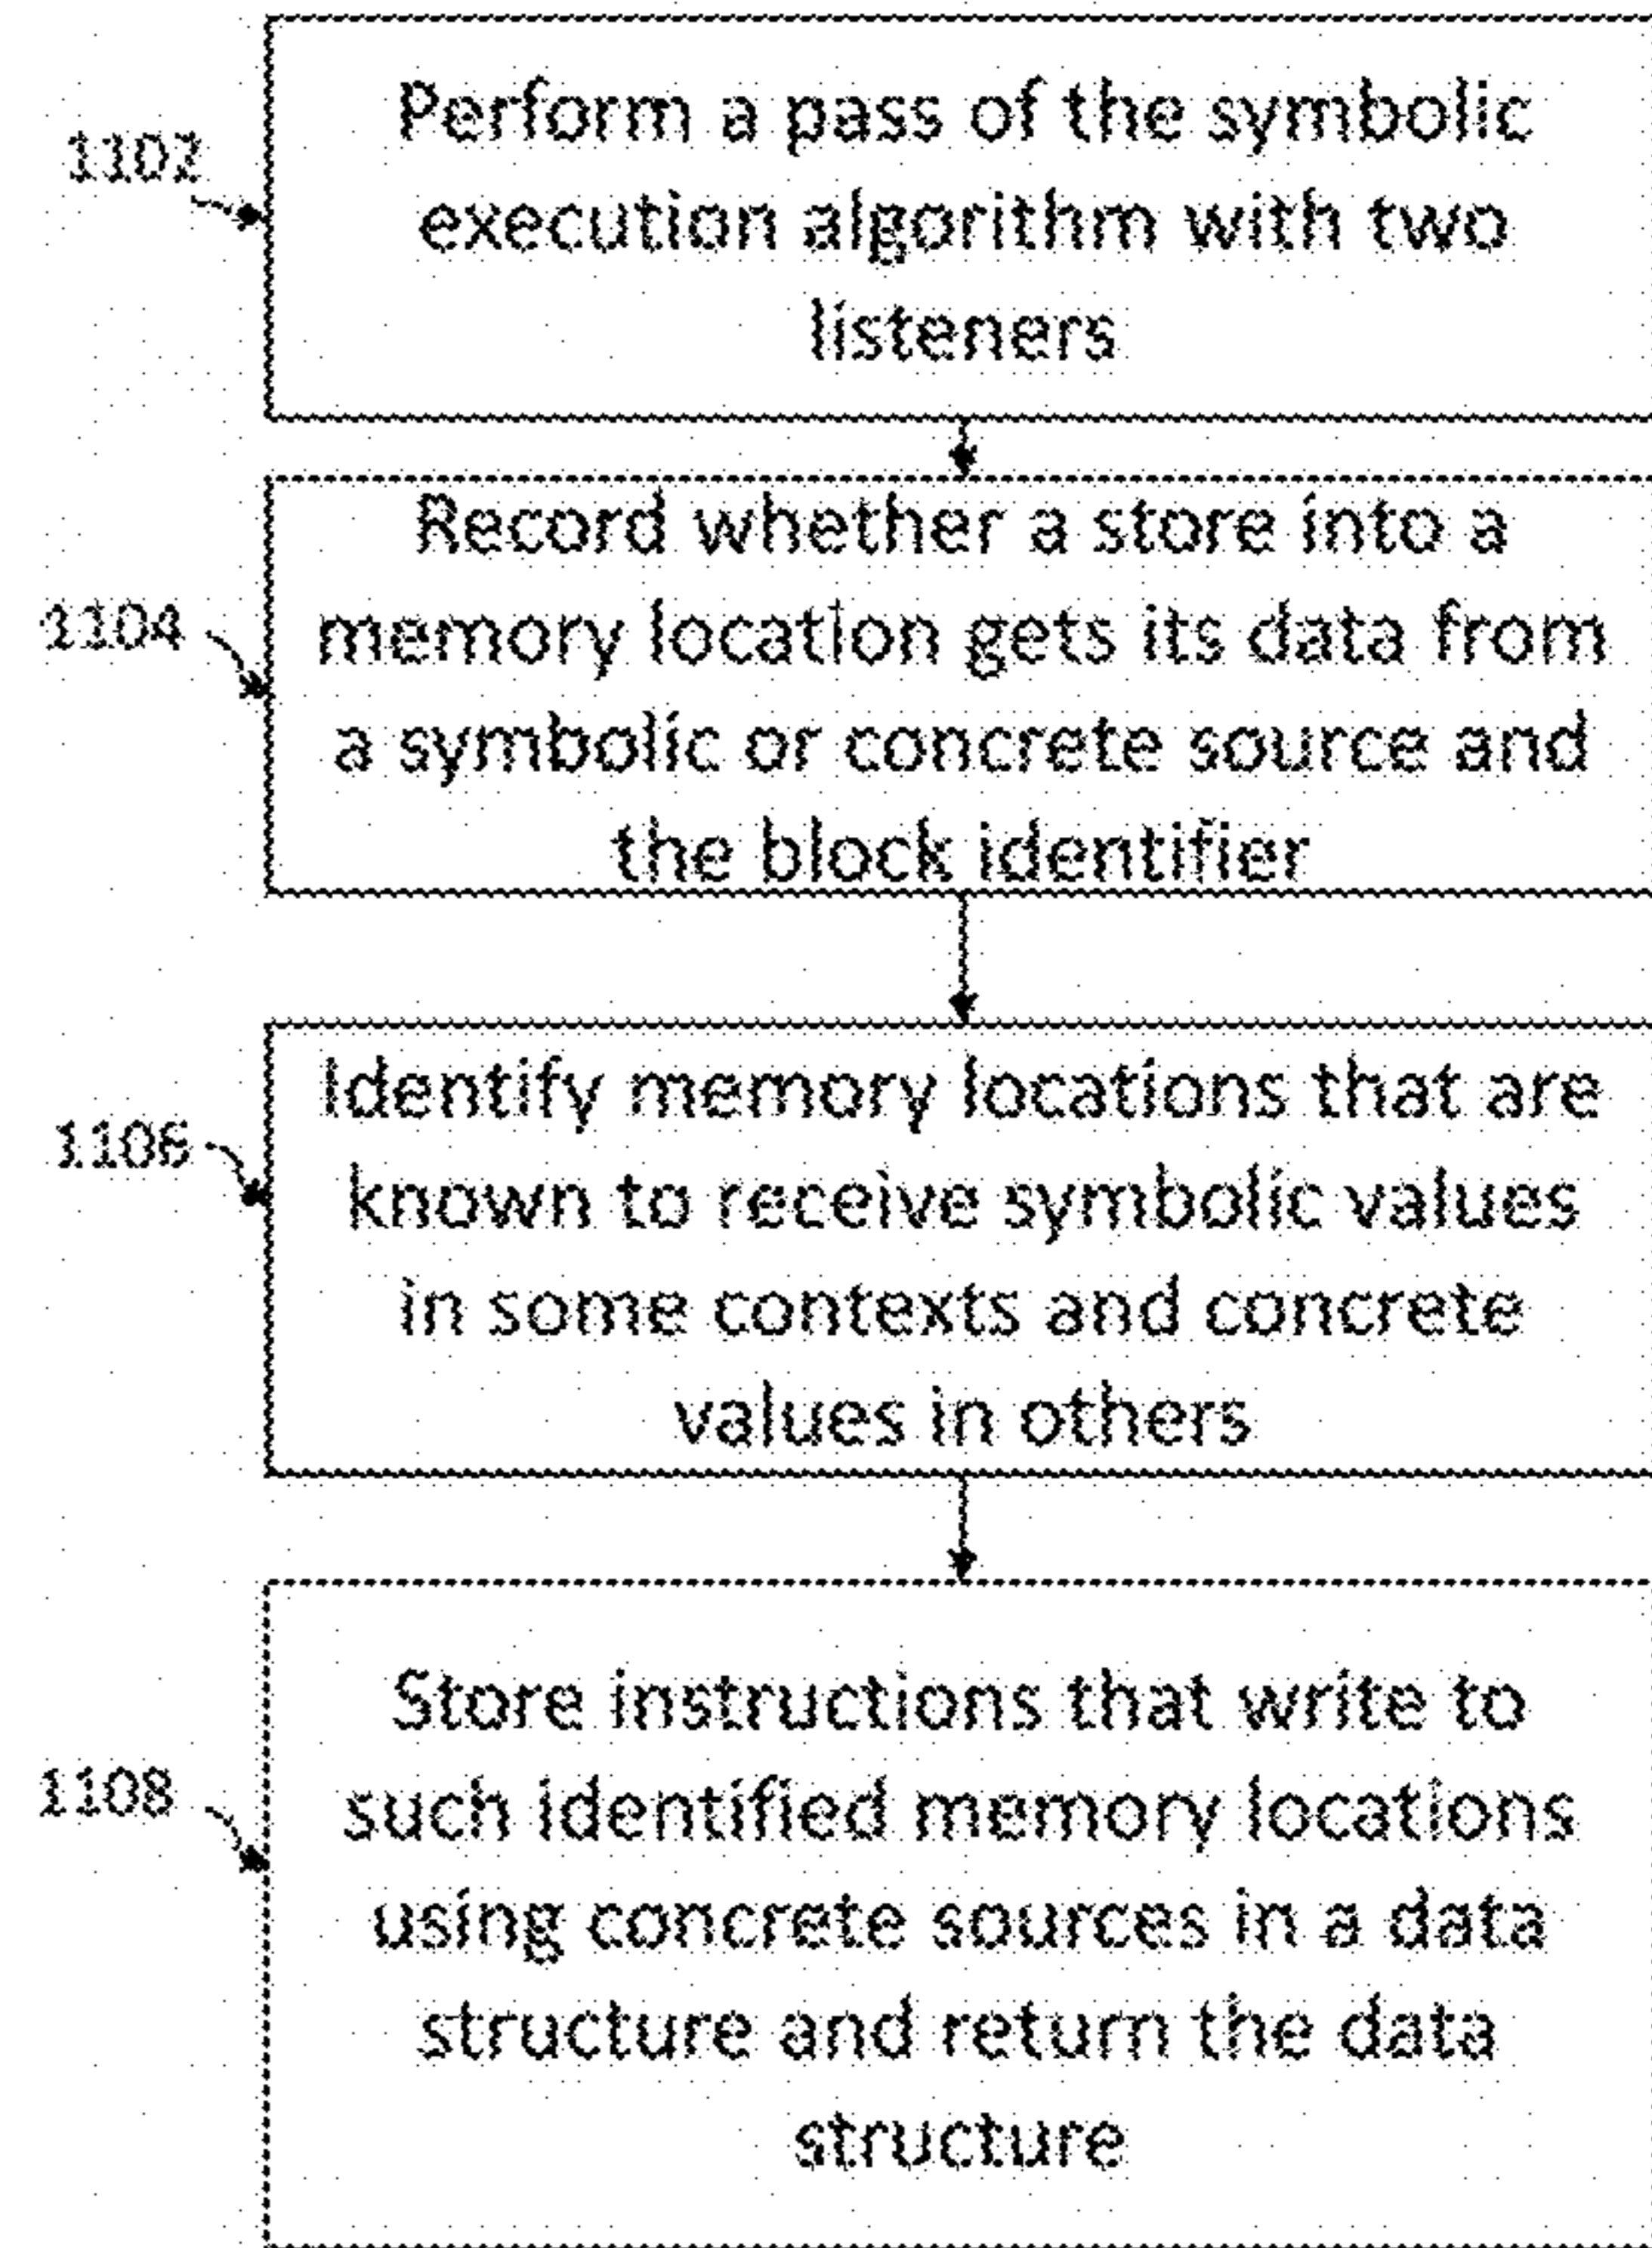 1102
Perform a pass of the symbolic
execution algorithm with two
listeners
1104
Record whether a store into a
memory location gets its data from
a symbolic or concrete source and
the block identifier
1106
Identify memory locations that are
known to receive symbolic values
in some contexts and concrete
values in others
1108
Store instructions that write to
such identified memory locations
using concrete sources in a data
structure and return the data
structure